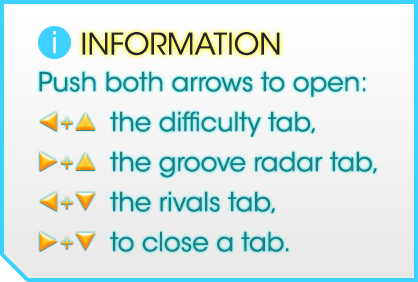 i INFORMATION
Push both arrows to open:
◀+▲ the difficulty tab,
▶+▲ the groove radar tab,
◀+▼ the rivals tab,
▶+▼ to close a tab.